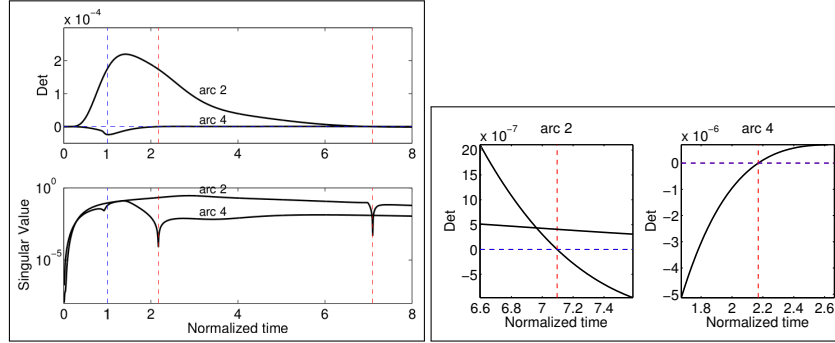 x 10⁻⁴
Det
2
1
0
arc 2
arc 4
0 1 2 4 6 8
Singular Value
10⁰
10⁻⁵
arc 2
arc 4
0 1 2 4 6 8
Normalized time
x 10⁻⁷ arc 2
Det
20
15
10
5
0
−5
6.6 6.8 7 7.2 7.4
Normalized time
x 10⁻⁶ arc 4
Det
0
−1
−2
−3
−4
−5
1.8 2 2.2 2.4 2.6
Normalized time